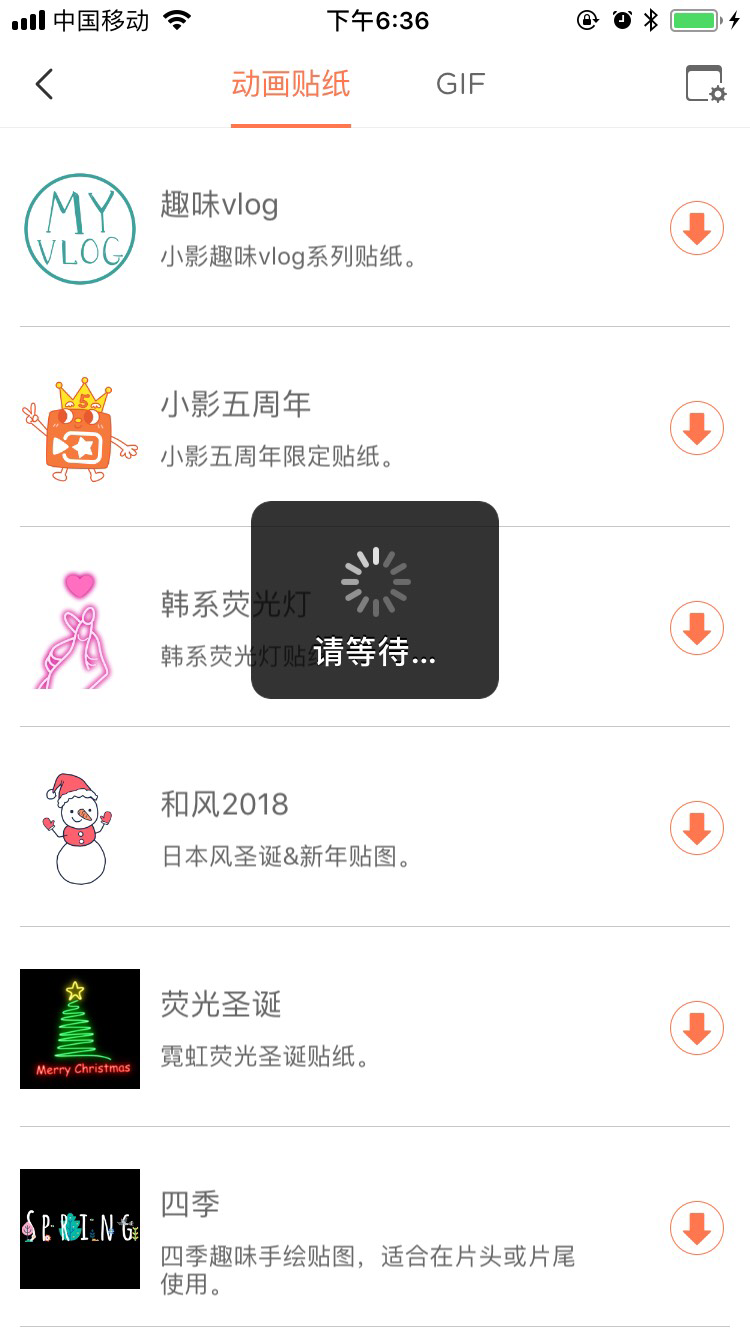 中国移动
下午6:36
动画贴纸
GIF
MY
VLOG
趣味vlog
小影趣味vlog系列贴纸。
5
小影五周年
小影五周年限定贴纸。
韩系荧光灯
韩系荧光灯贴
请等待...
和风2018
日本风圣诞&新年贴图。
Merry Christmas
荧光圣诞
霓虹荧光圣诞贴纸。
SPRING
四季
四季趣味手绘贴图，适合在片头或片尾
使用。